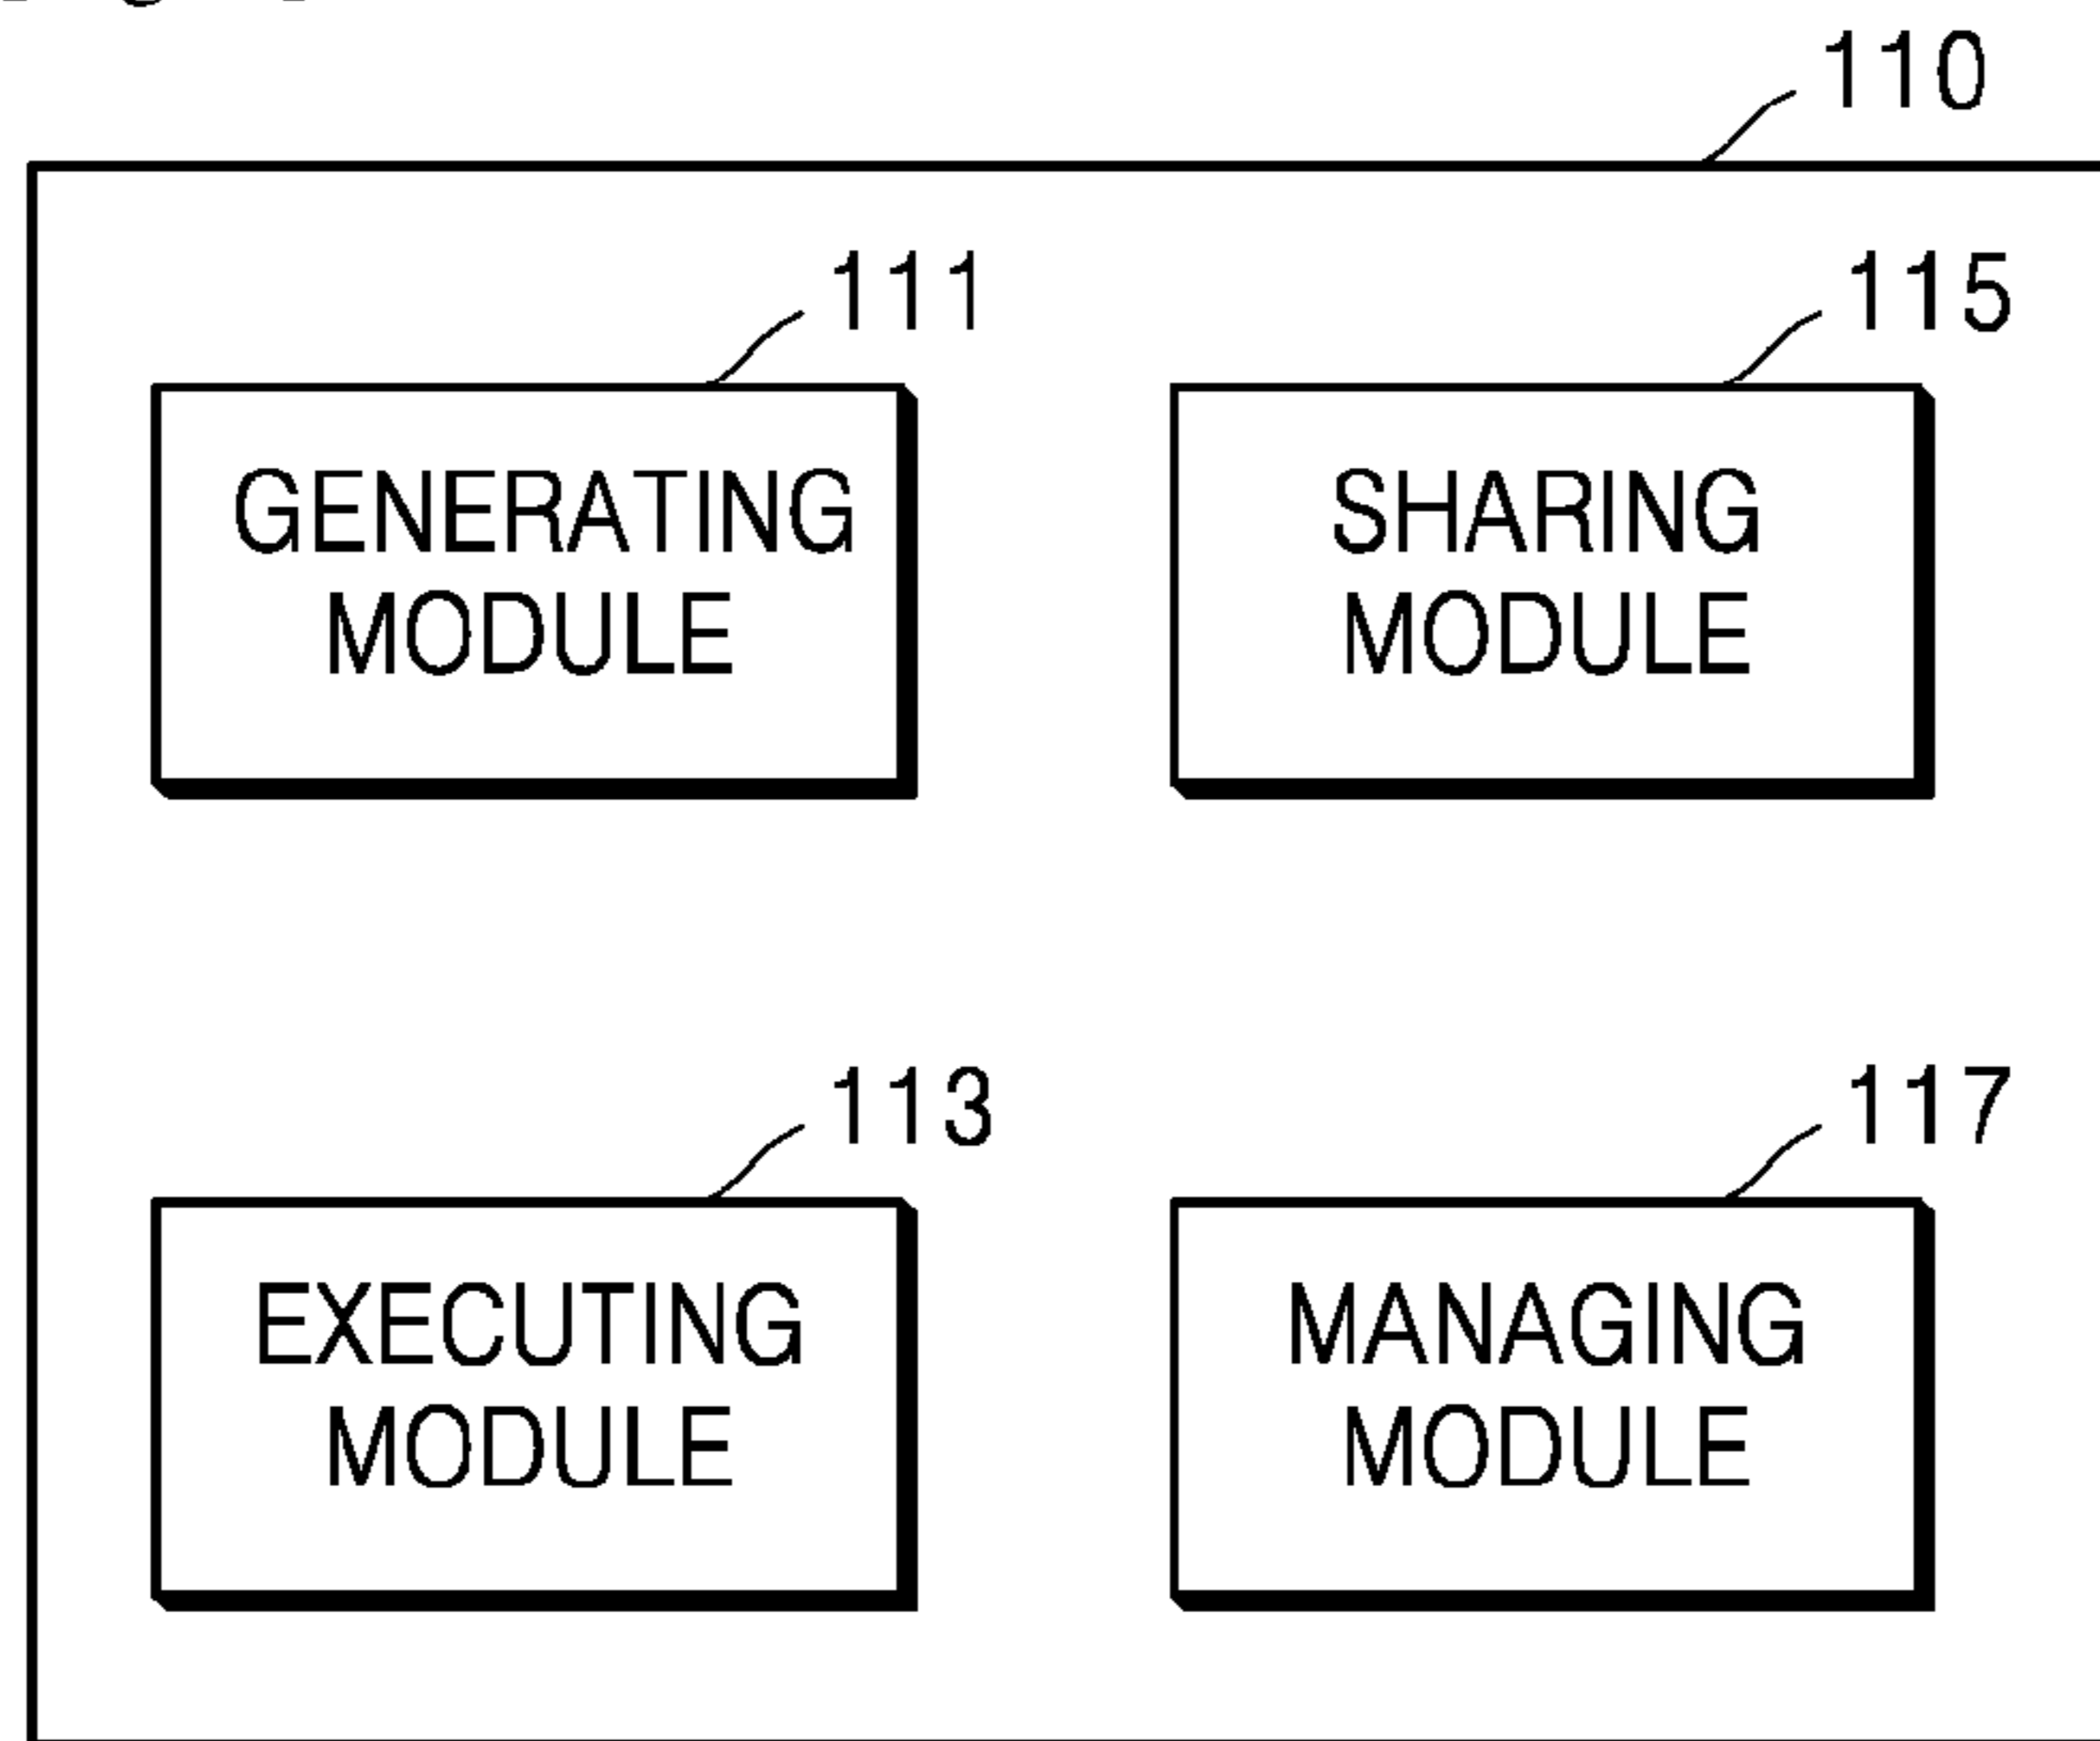 110
111
GENERATING
MODULE
115
SHARING
MODULE
113
EXECUTING
MODULE
117
MANAGING
MODULE